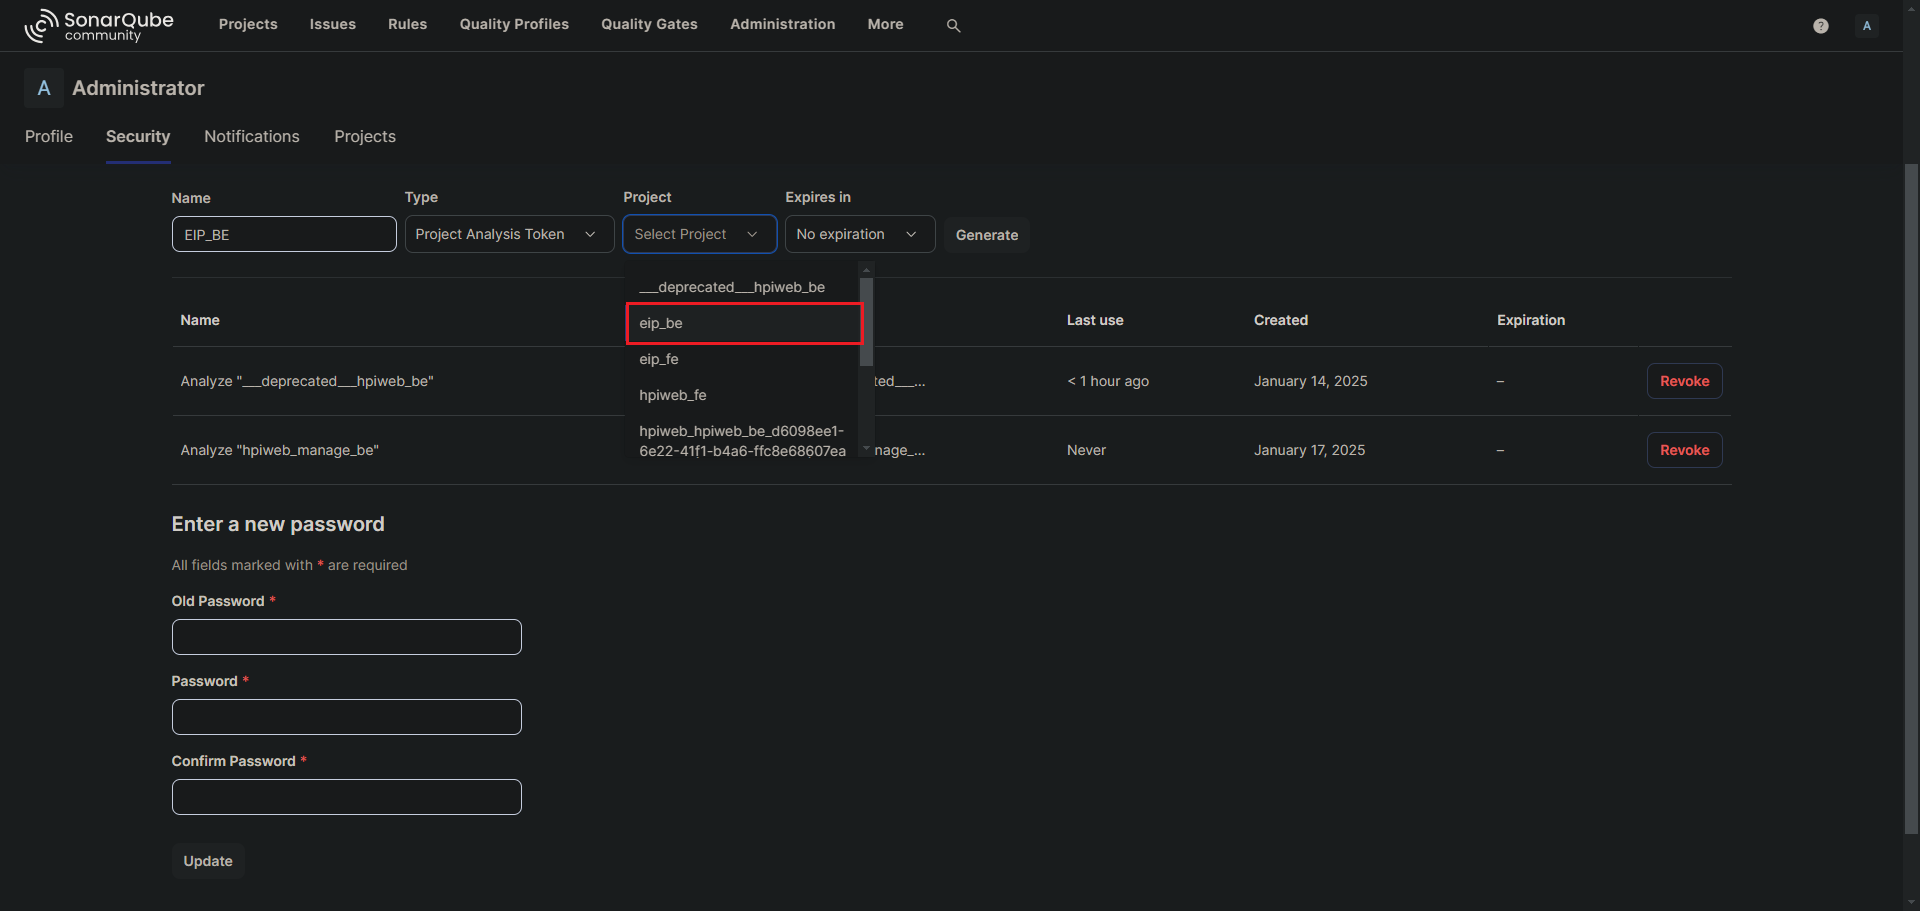 SonarQube
community
Projects Issues Rules Quality Profiles Quality Gates Administration More
? A
A Administrator
Profile Security Notifications Projects
Name Type Project Expires in
EIP_BE Project Analysis Token Select Project No expiration Generate
___deprecated___hpiweb_be
eip_be
eip_fe
hpiweb_fe
hpiweb_hpiweb_be_d6098ee1-
6e22-41f1-b4a6-ffc8e68607ea
Name Last use Created Expiration
Analyze "___deprecated___hpiweb_be" ted___... < 1 hour ago January 14, 2025 – Revoke
Analyze "hpiweb_manage_be" nage_... Never January 17, 2025 – Revoke
Enter a new password
All fields marked with * are required
Old Password *
Password *
Confirm Password *
Update